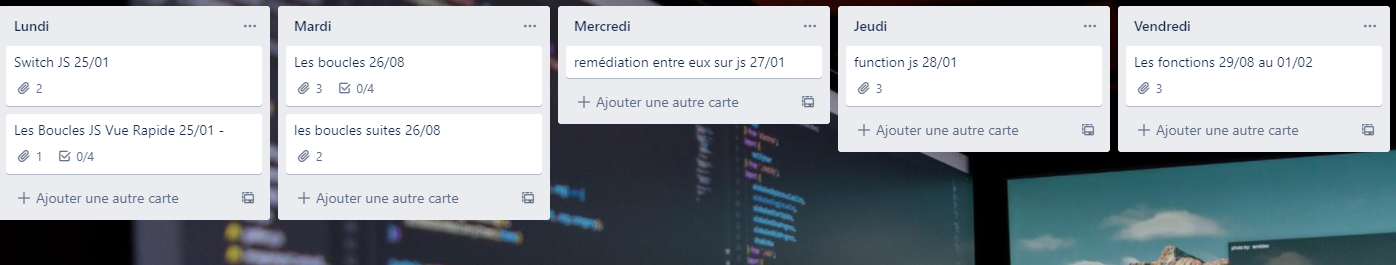 Lundi
Switch JS 25/01
2
Les Boucles JS Vue Rapide 25/01 -
1 0/4
Ajouter une autre carte
Mardi
Les boucles 26/08
3 0/4
les boucles suites 26/08
2
Ajouter une autre carte
Mercredi
remédiation entre eux sur js 27/01
Ajouter une autre carte
Jeudi
function js 28/01
3
Ajouter une autre carte
Vendredi
Les fonctions 29/08 au 01/02
3
Ajouter une autre carte